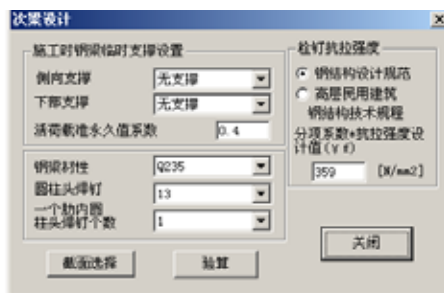 次梁设计
施工时钢梁临时支撑设置
侧向支撑 无支撑
下部支撑 无支撑
活荷载准永久值系数 0.4
钢梁材性 Q235
圆柱头焊钉 13
一个肋内圆
柱头焊钉个数 1
截面选择 验算
栓钉抗拉强度
钢结构设计规范
高层民用建筑
钢结构技术规程
分项系数*抗拉强度设
计值(γf)
359 [N/mm2]
关闭